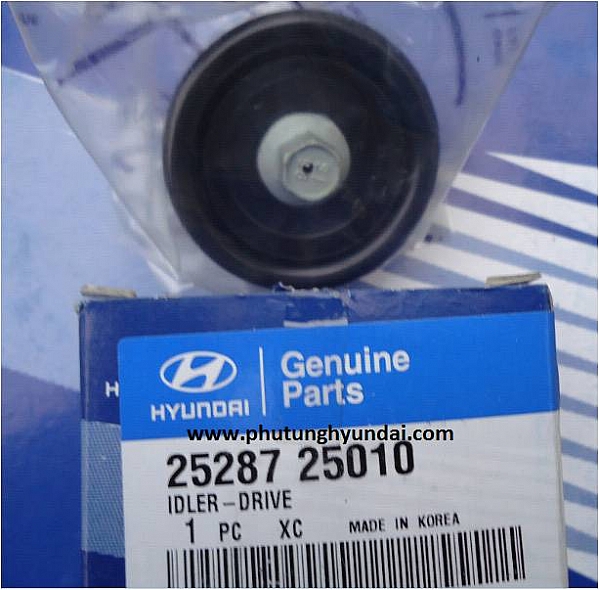 Genuine
Parts
HYUNDAI
www.phutunghyundai.com
25287 25010
IDLER-DRIVE
1 PC XC MADE IN KOREA